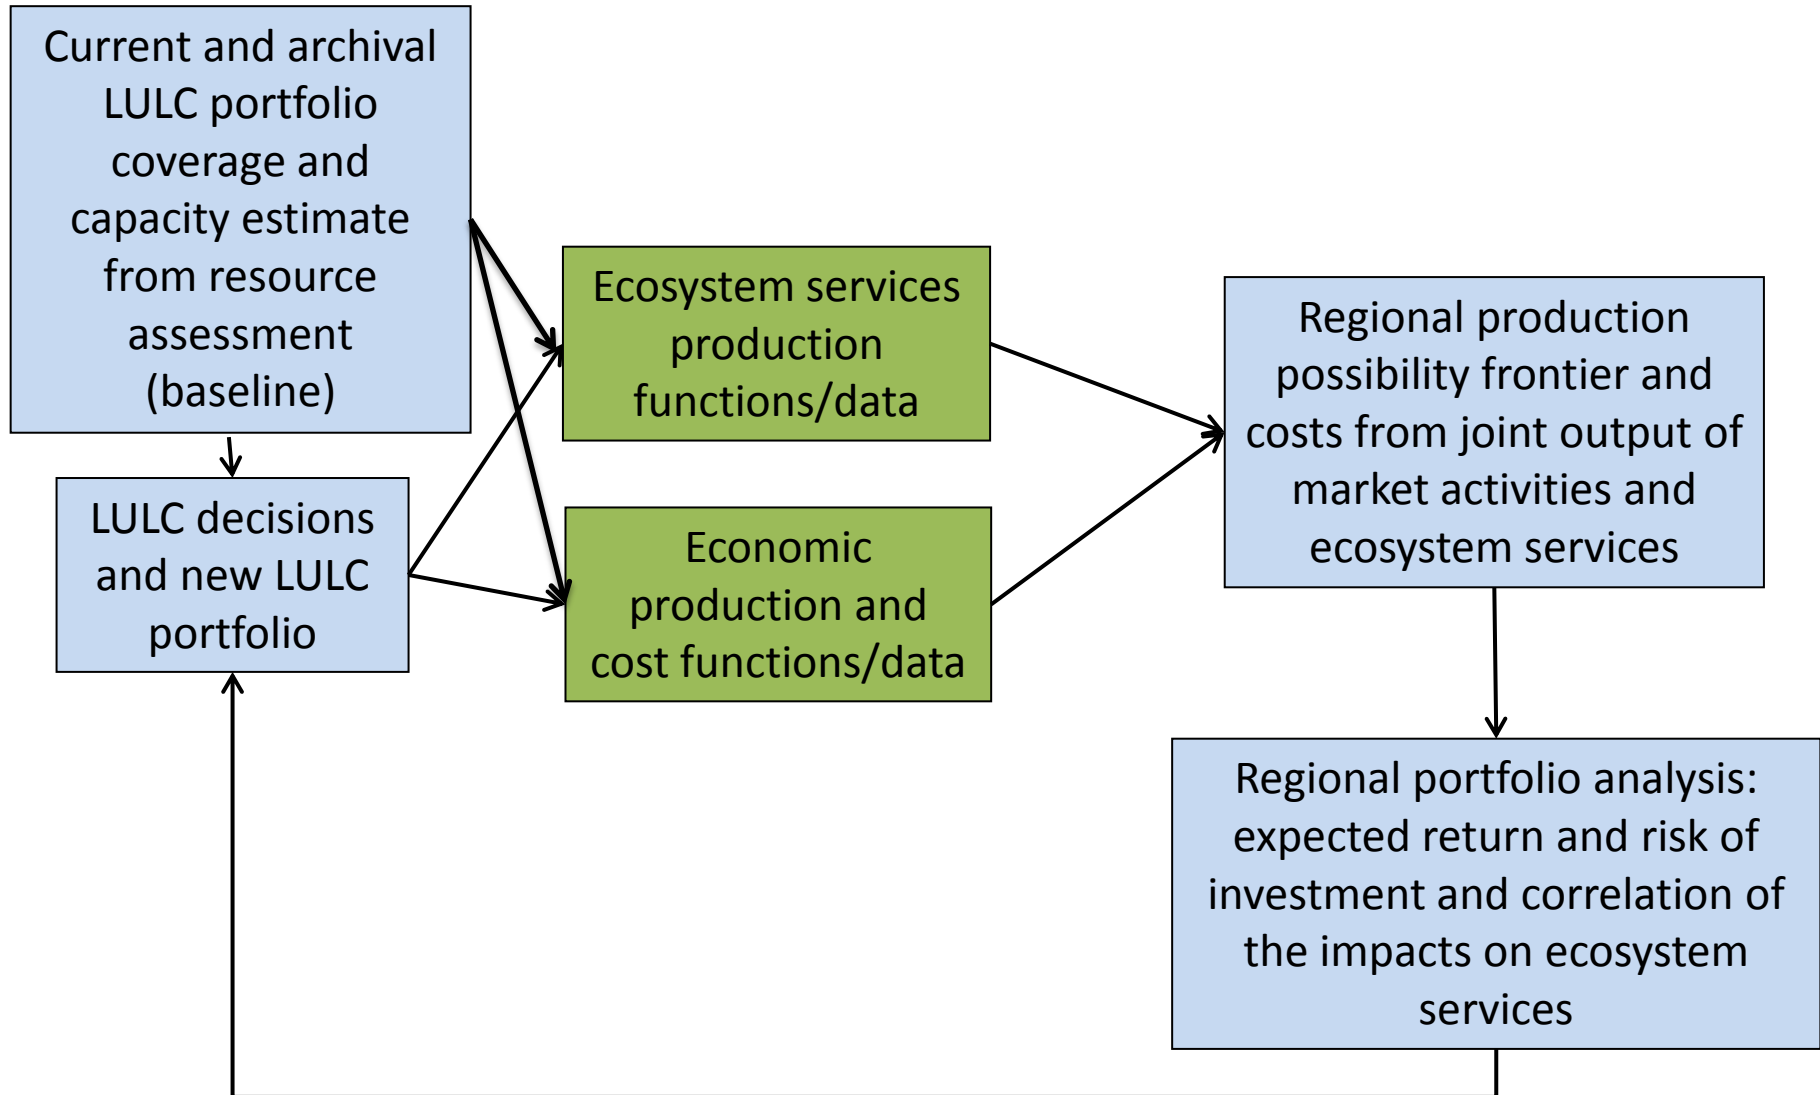 Current and archival
LULC portfolio
coverage and
capacity estimate
from resource
assessment
(baseline)
LULC decisions
and new LULC
portfolio
Ecosystem services
production
functions/data
Economic
production and
cost functions/data
Regional production
possibility frontier and
costs from joint output of
market activities and
ecosystem services
Regional portfolio analysis:
expected return and risk of
investment and correlation of
the impacts on ecosystem
services